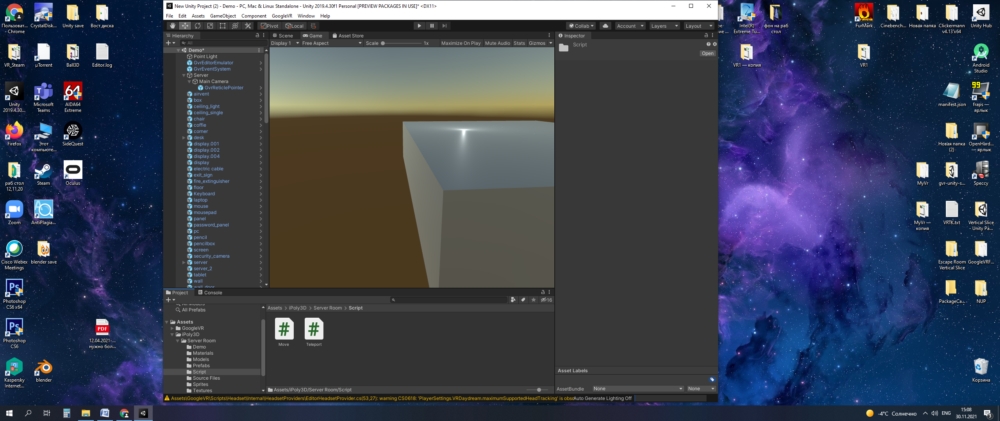 Пользоват...
- Chrome
CrystalDisk...
Unity save
Вост диска
VR_Steam
µTorrent
Ball3D
Editor.log
Unity
2019.4.30...
Microsoft
Teams
AIDA64
Extreme
Firefox
Этот
компьюте...
SideQuest
раб стол
12,11,20
Steam
Oculus
Zoom
AntiPlagia...
Cisco Webex
Meetings
blender save
Photoshop
CS6 x64
Photoshop
CS6
12.04.2021-...
нужно бол...
Kaspersky
Internet...
blender
New Unity Project (2) - Demo - PC, Mac & Linux Standalone - Unity 2019.4.30f1 Personal [PREVIEW PACKAGES IN USE]* <DX11>
File Edit Assets GameObject Component GoogleVR Window Help
Pivot Local Collab Account Layers Layout
Hierarchy
All
Demo*
Point Light
GvrEditorEmulator
GvrEventSystem
Server
Main Camera
GvrReticlePointer
airvent
box
ceiling_light
ceiling_single
chair
coffie
corner
desk
display.001
display.002
display.004
display
electric cable
exit_sign
fire_extinguisher
floor
Keyboard
laptop
mouse
mousepad
panel
password_panel
pc
pencil
pencilbox
screen
security_camera
server
server_2
tablet
wall
wall_door
Scene Game Asset Store
Display 1 Free Aspect Scale 1x Maximize On Play Mute Audio Stats Gizmos
Inspector
Script
Open
Asset Labels
AssetBundle None None
Project Console
16
All Models
All Prefabs
Assets
GoogleVR
iPoly3D
Server Room
Demo
Materials
Models
Prefabs
Script
Source Files
Sprites
Textures
Assets > iPoly3D > Server Room > Script
# #
Move Teleport
Assets/iPoly3D/Server Room/Script
Assets\GoogleVR\Scripts\Headset\Internal\HeadsetProviders\EditorHeadsetProvider.cs(53,27): warning CS0618: 'PlayerSettings.VRDaydream.maximumSupportedHeadTracking' is obso
Auto Generate Lighting Off
Intel(R)
Extreme Tu...
фон на раб
стол
FurMark
Cinebench...
Новая папка
Clickermann
v4.13 x64
Unity Hub
VR1 — копия
VR1
Android
Studio
manifest.json
99
fraps —
ярлык
Новая папка
(2)
OpenHard...
— ярлык
MyVr
gvr-unity-s...
Speccy
MyVr —
копия
VRTK.txt
Vertical Slice
- Unity Pa...
Escape Room
Vertical Slice
GoogleVRF...
PackageCa...
NUP
Корзина
-4°C Солнечно
ENG
15:08
30.11.2021
3
64
Ps
Ps
PDF